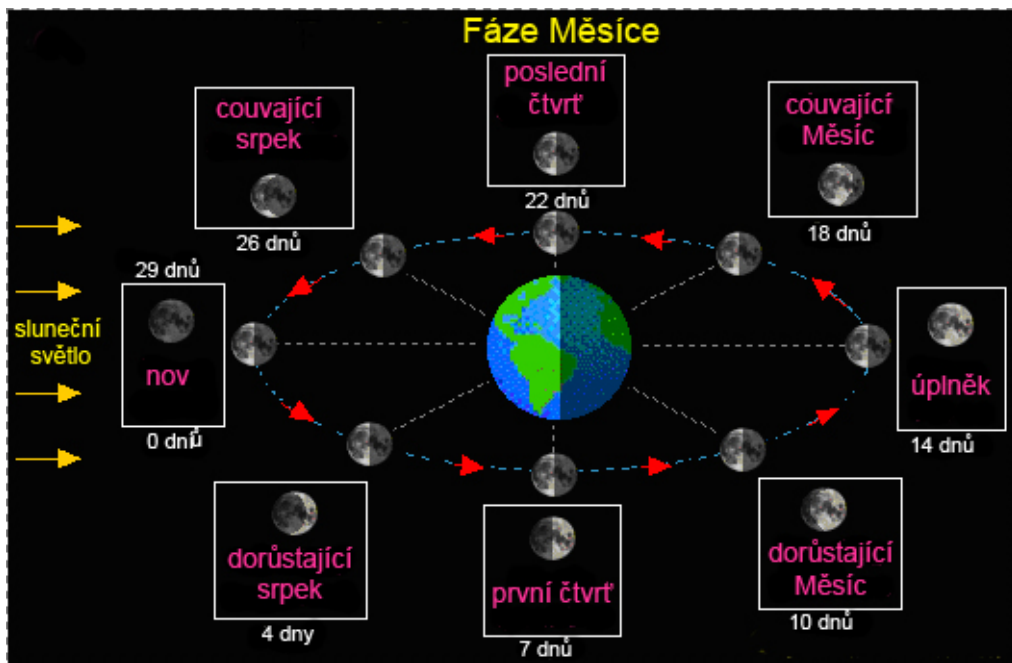 Fáze Měsíce
couvající
srpek
26 dnů
poslední
čtvrť
22 dnů
couvající
Měsíc
18 dnů
29 dnů
nov
0 dnů
sluneční
světlo
úplněk
14 dnů
dorůstající
srpek
4 dny
první čtvrť
7 dnů
dorůstající
Měsíc
10 dnů